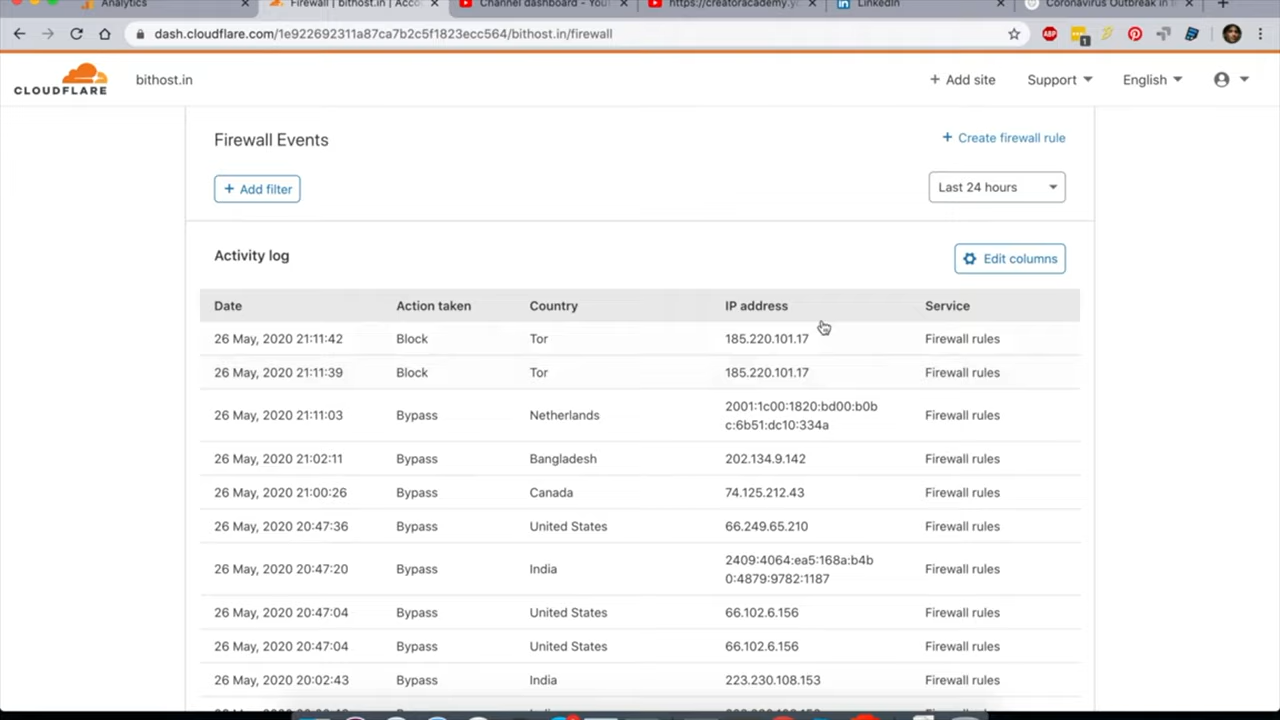 Analytics
Firewall | bithost.in | Acco
Channel dashboard - YouT
https://creatoracademy.y
LinkedIn
Coronavirus Outbreak in
dash.cloudflare.com/1e922692311a87ca7b2c5f1823ecc564/bithost.in/firewall
ABP
1
CLOUDFLARE
bithost.in
+ Add site
Support
English
Firewall Events
+ Create firewall rule
+ Add filter
Last 24 hours
Activity log
Edit columns
Date Action taken Country IP address Service
26 May, 2020 21:11:42 Block Tor 185.220.101.17 Firewall rules
26 May, 2020 21:11:39 Block Tor 185.220.101.17 Firewall rules
26 May, 2020 21:11:03 Bypass Netherlands 2001:1c00:1820:bd00:b0b
c:6b51:dc10:334a Firewall rules
26 May, 2020 21:02:11 Bypass Bangladesh 202.134.9.142 Firewall rules
26 May, 2020 21:00:26 Bypass Canada 74.125.212.43 Firewall rules
26 May, 2020 20:47:36 Bypass United States 66.249.65.210 Firewall rules
26 May, 2020 20:47:20 Bypass India 2409:4064:ea5:168a:b4b
0:4879:9782:1187 Firewall rules
26 May, 2020 20:47:04 Bypass United States 66.102.6.156 Firewall rules
26 May, 2020 20:47:04 Bypass United States 66.102.6.156 Firewall rules
26 May, 2020 20:02:43 Bypass India 223.230.108.153 Firewall rules